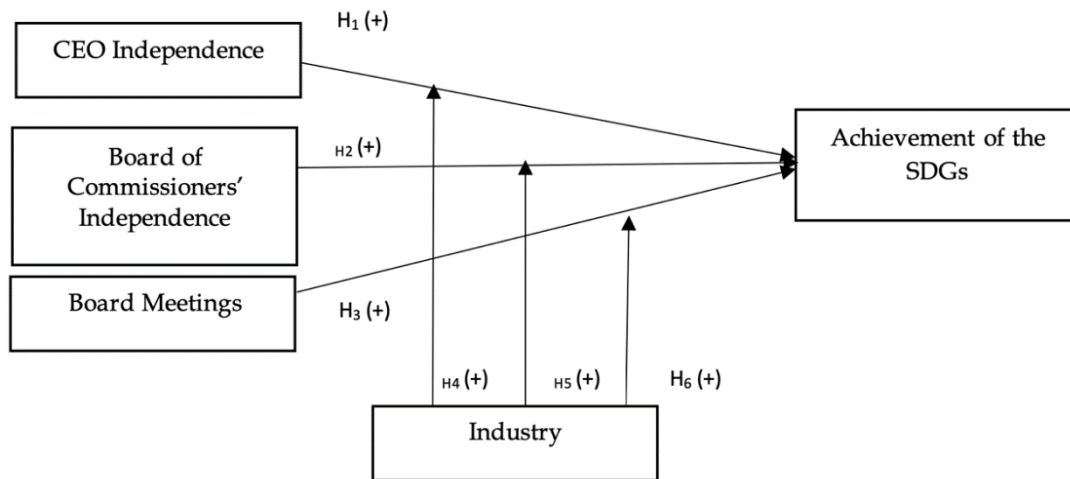 H₁ (+)
CEO Independence
Achievement of the
SDGs
H2 (+)
Board of
Commissioners'
Independence
Board Meetings
H₃ (+)
H4 (+)
H5 (+)
H₆ (+)
Industry